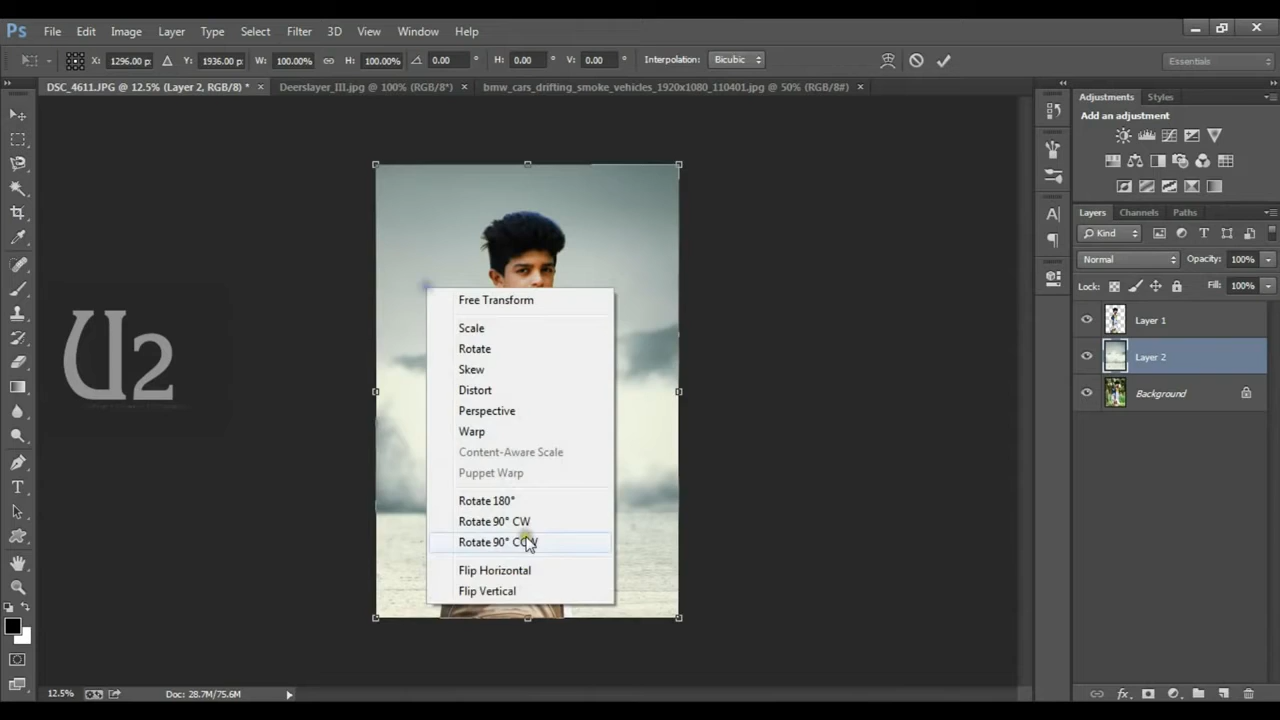 Ps File Edit Image Layer Type Select Filter 3D View Window Help
X: 1296.00 p Y: 1936.00 p W: 100.00% H: 100.00% 0.00 ° H: 0.00 ° V: 0.00 ° Interpolation: Bicubic Essentials
DSC_4611.JPG @ 12.5% (Layer 2, RGB/8) * × Deerslayer_III.jpg @ 100% (RGB/8*) × bmw_cars_drifting_smoke_vehicles_1920x1080_110401.jpg @ 50% (RGB/8#) ×
Adjustments Styles
Add an adjustment
Layers Channels Paths
Kind
Normal Opacity: 100%
Lock: Fill: 100%
Layer 1
Layer 2
Background
Free Transform
Scale
Rotate
Skew
Distort
Perspective
Warp
Content-Aware Scale
Puppet Warp
Rotate 180°
Rotate 90° CW
Rotate 90° CCW
Flip Horizontal
Flip Vertical
12.5% Doc: 28.7M/75.6M